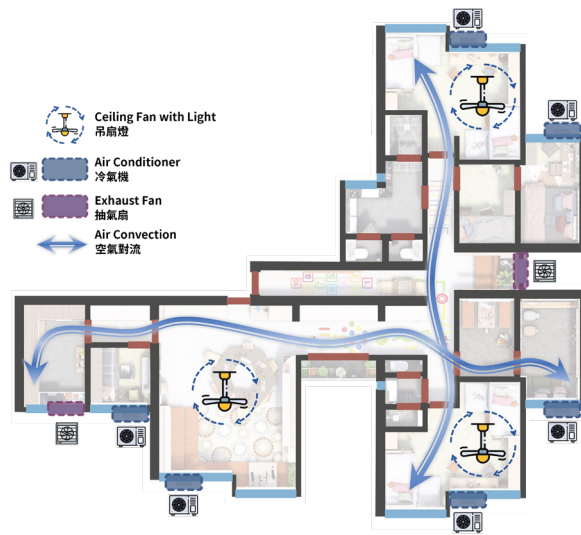 Ceiling Fan with Light
吊扇燈
Air Conditioner
冷氣機
Exhaust Fan
抽氣扇
Air Convection
空氣對流